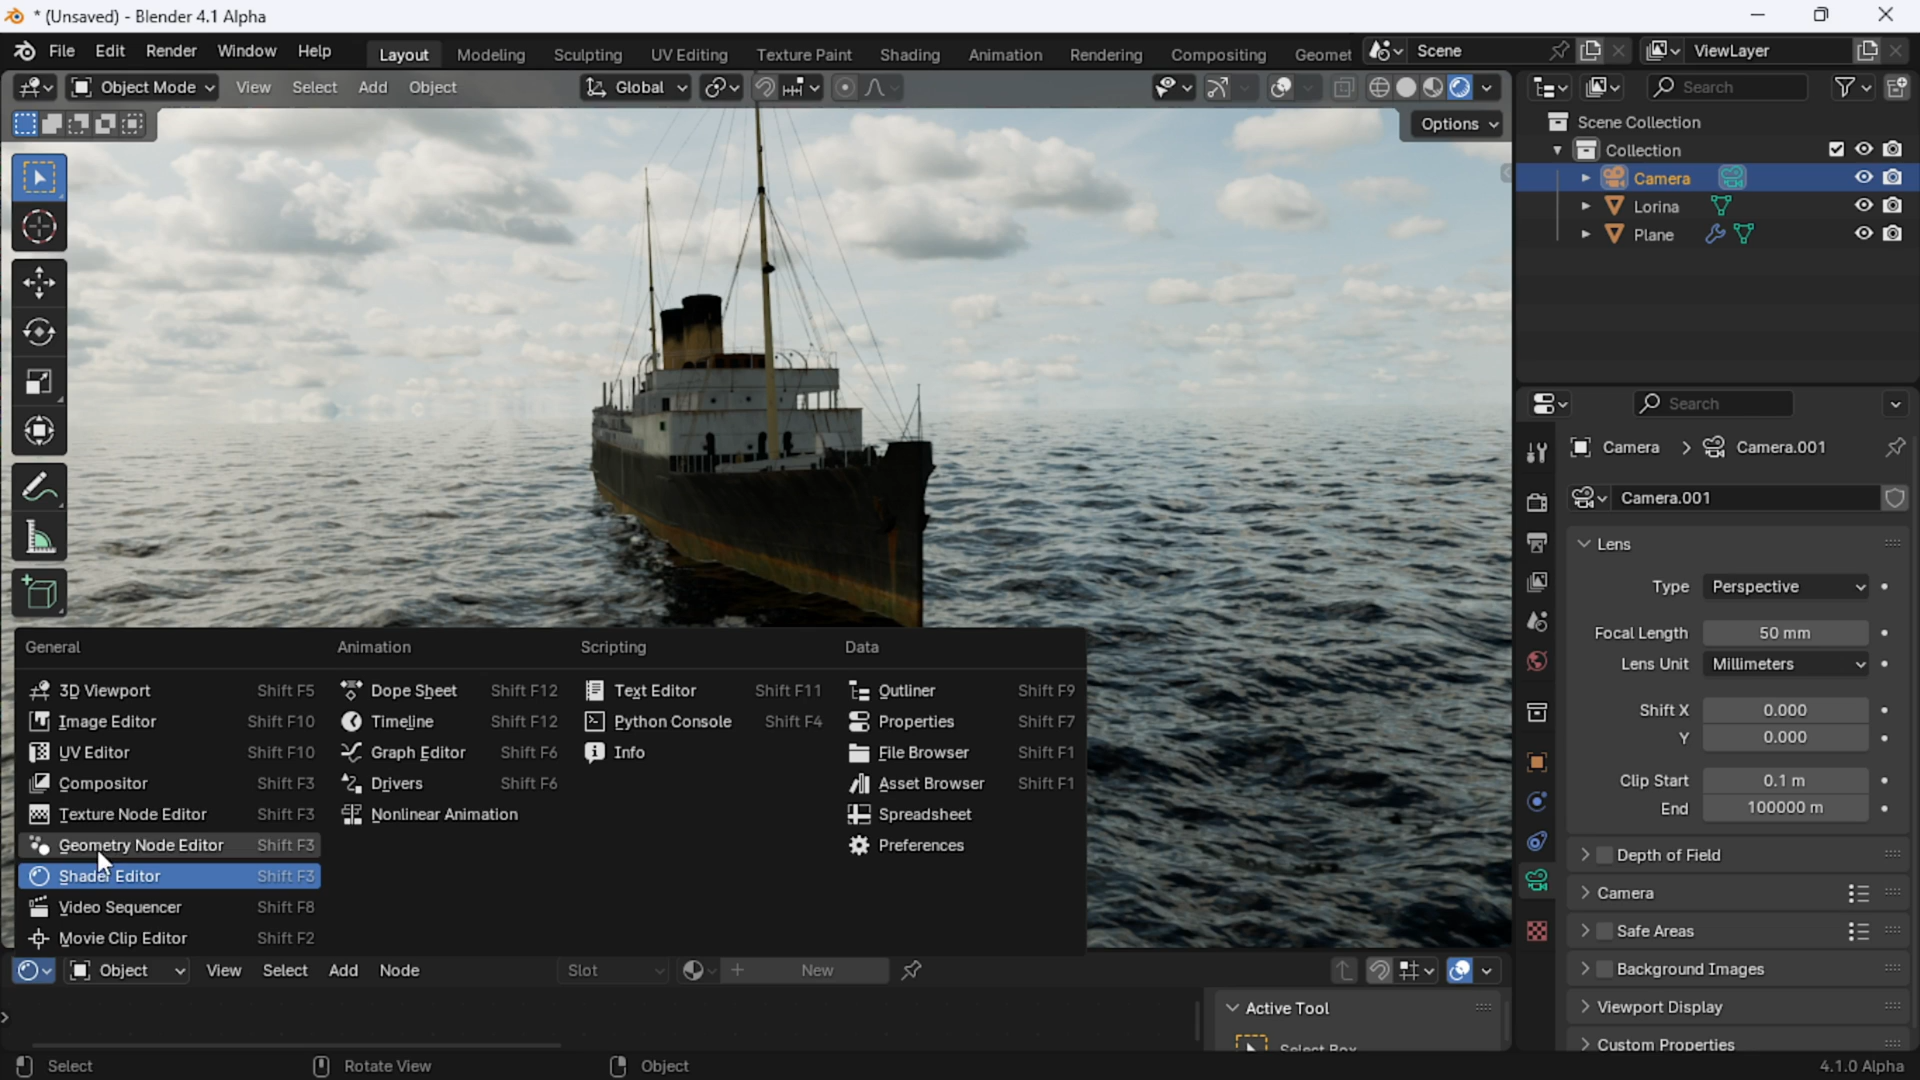 * (Unsaved) - Blender 4.1 Alpha
File Edit Render Window Help Layout Modeling Sculpting UV Editing Texture Paint Shading Animation Rendering Compositing Geomet Scene ViewLayer
Object Mode View Select Add Object Global Search
Options
Scene Collection
Collection
Camera
Lorina
Plane
Search
Camera > Camera.001
Camera.001
Lens
Type Perspective
Focal Length 50 mm
Lens Unit Millimeters
Shift X 0.000
Y 0.000
Clip Start 0.1 m
End 100000 m
Depth of Field
Camera
Safe Areas
Background Images
Viewport Display
Custom Properties
General Animation Scripting Data
3D Viewport Shift F5 Dope Sheet Shift F12 Text Editor Shift F11 Outliner Shift F9
Image Editor Shift F10 Timeline Shift F12 Python Console Shift F4 Properties Shift F7
UV Editor Shift F10 Graph Editor Shift F6 Info File Browser Shift F1
Compositor Shift F3 Drivers Shift F6 Asset Browser Shift F1
Texture Node Editor Shift F3 Nonlinear Animation Spreadsheet
Geometry Node Editor Shift F3 Preferences
Shader Editor Shift F3
Video Sequencer Shift F8
Movie Clip Editor Shift F2
Object View Select Add Node Slot New
Active Tool
Select Box
Select Rotate View Object 4.1.0 Alpha